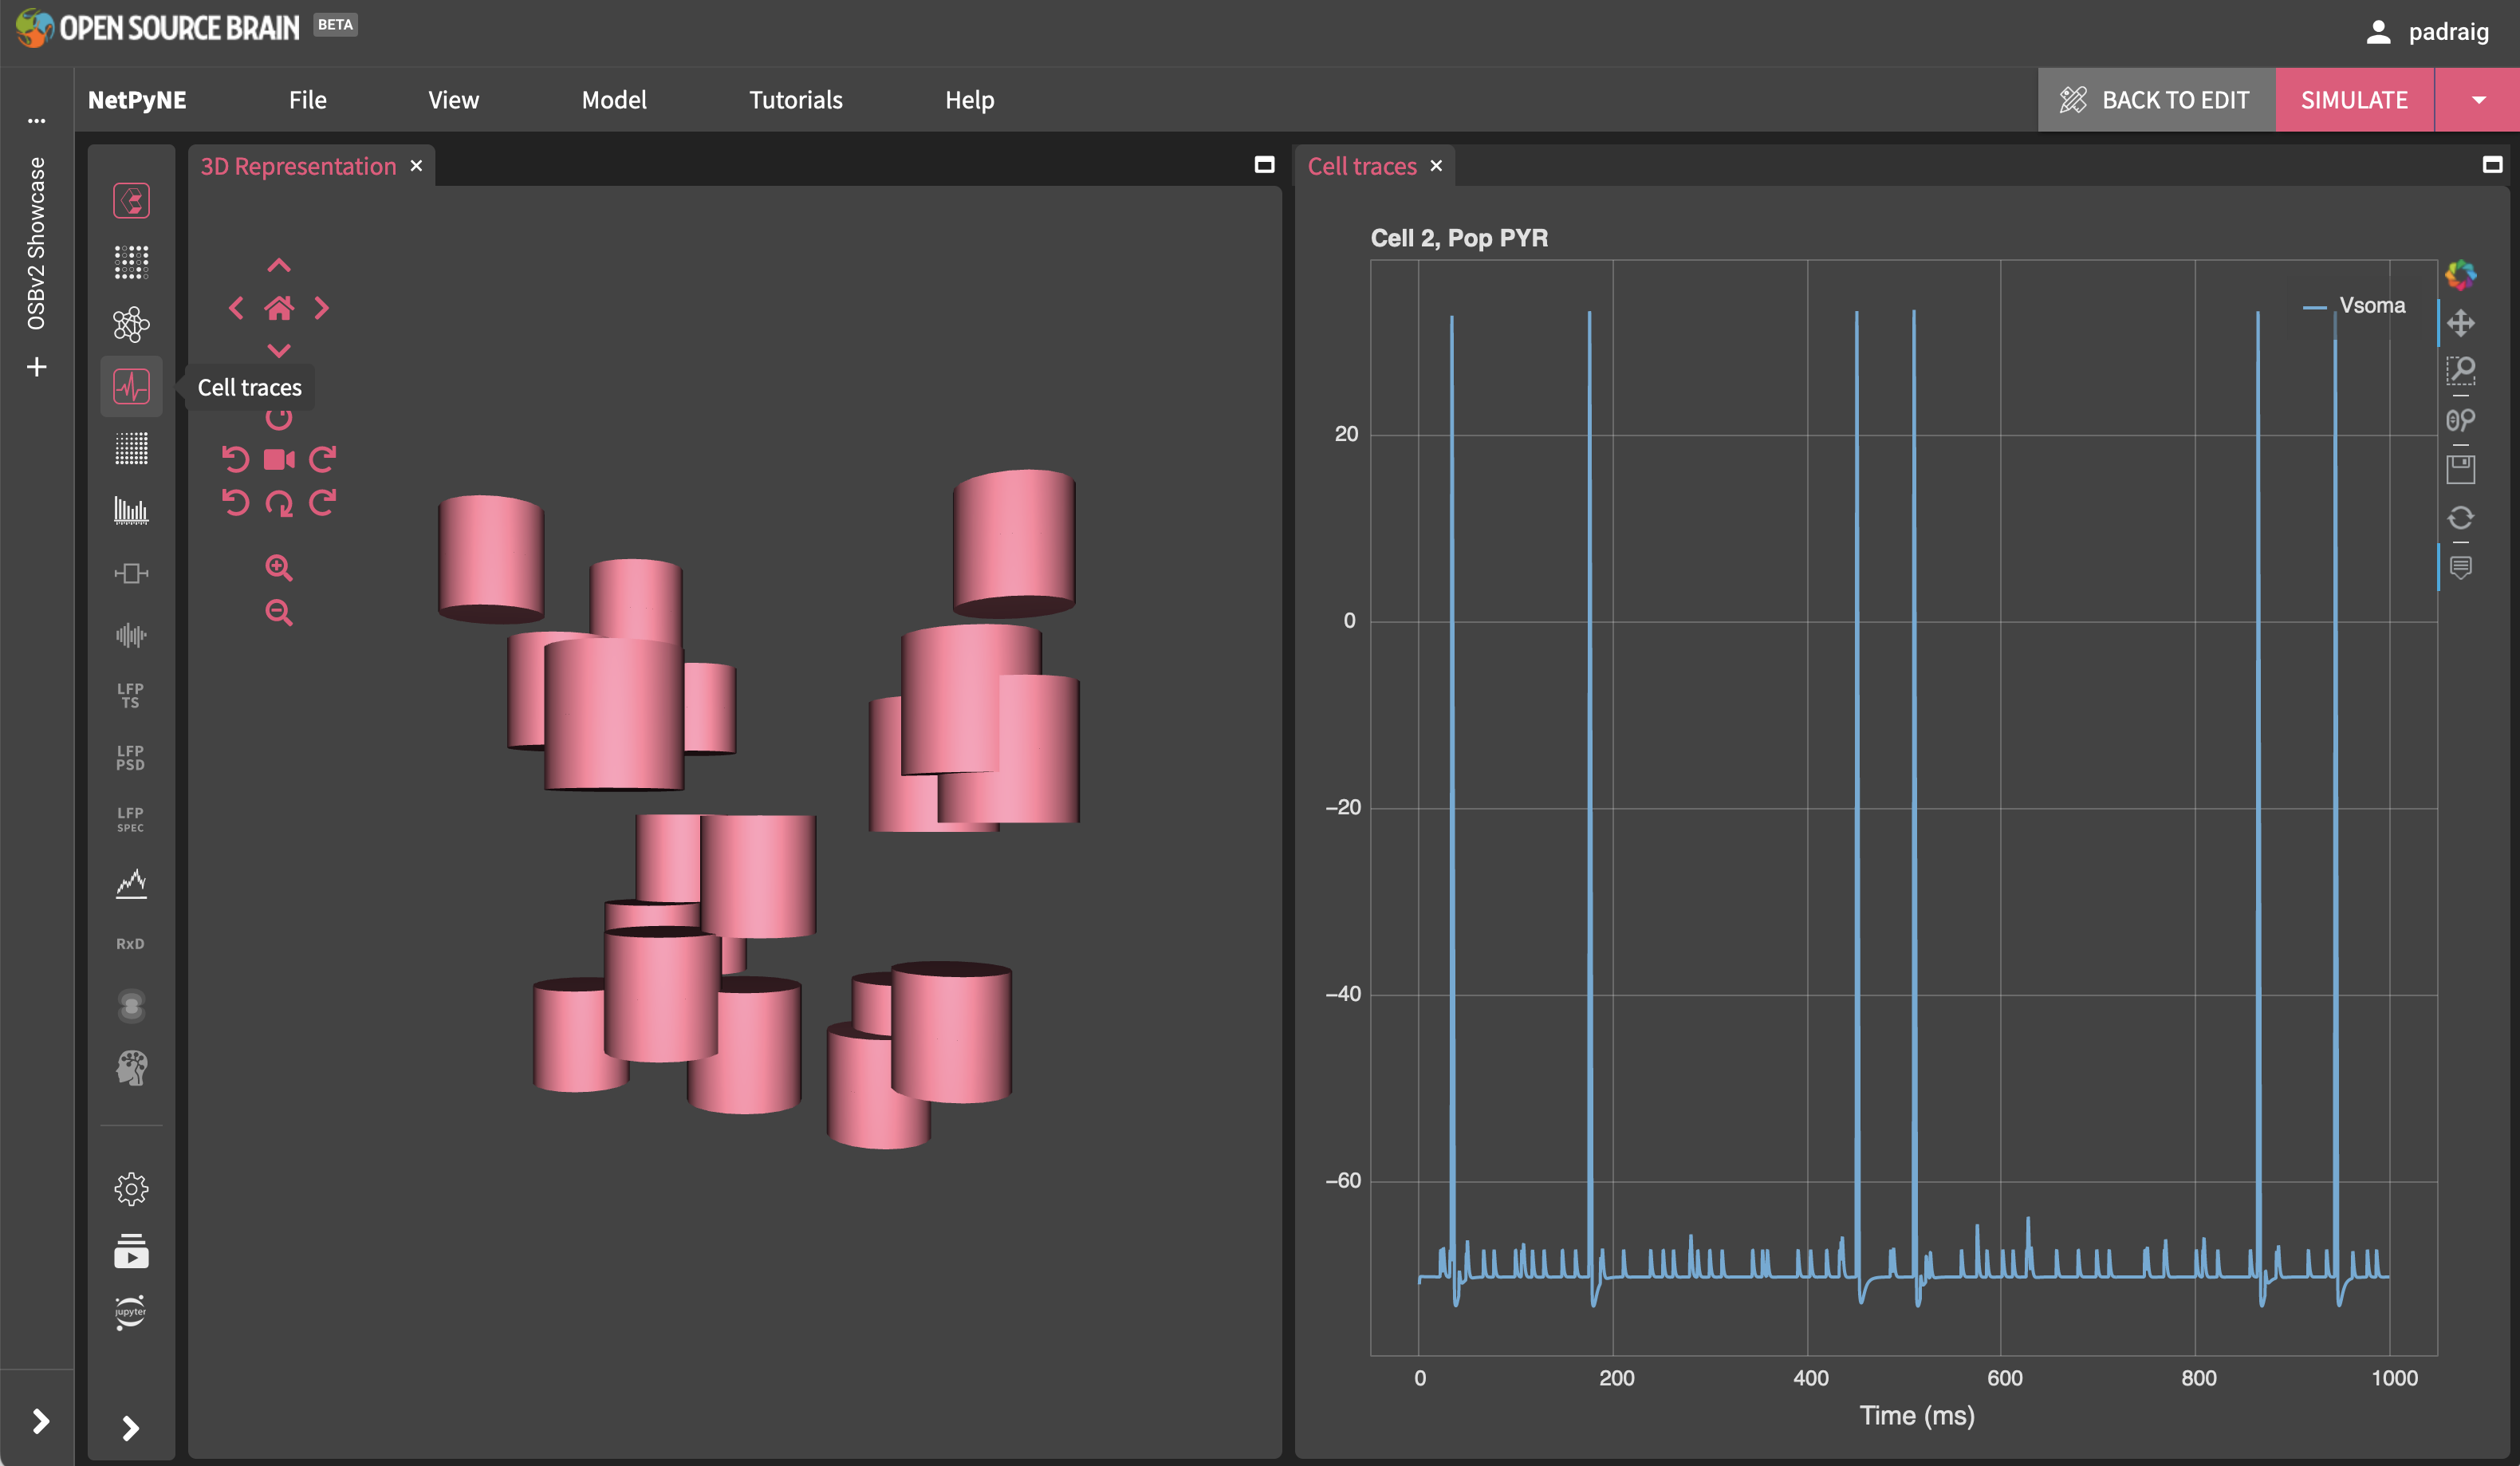 OPEN SOURCE BRAIN BETA
padraig
NetPyNE File View Model Tutorials Help
BACK TO EDIT SIMULATE
OSBv2 Showcase
3D Representation
Cell traces
Cell traces
LFP
TS
LFP
PSD
LFP
SPEC
RxD
jupyter
Cell 2, Pop PYR
Vsoma
20
0
−20
−40
−60
0 200 400 600 800 1000
Time (ms)